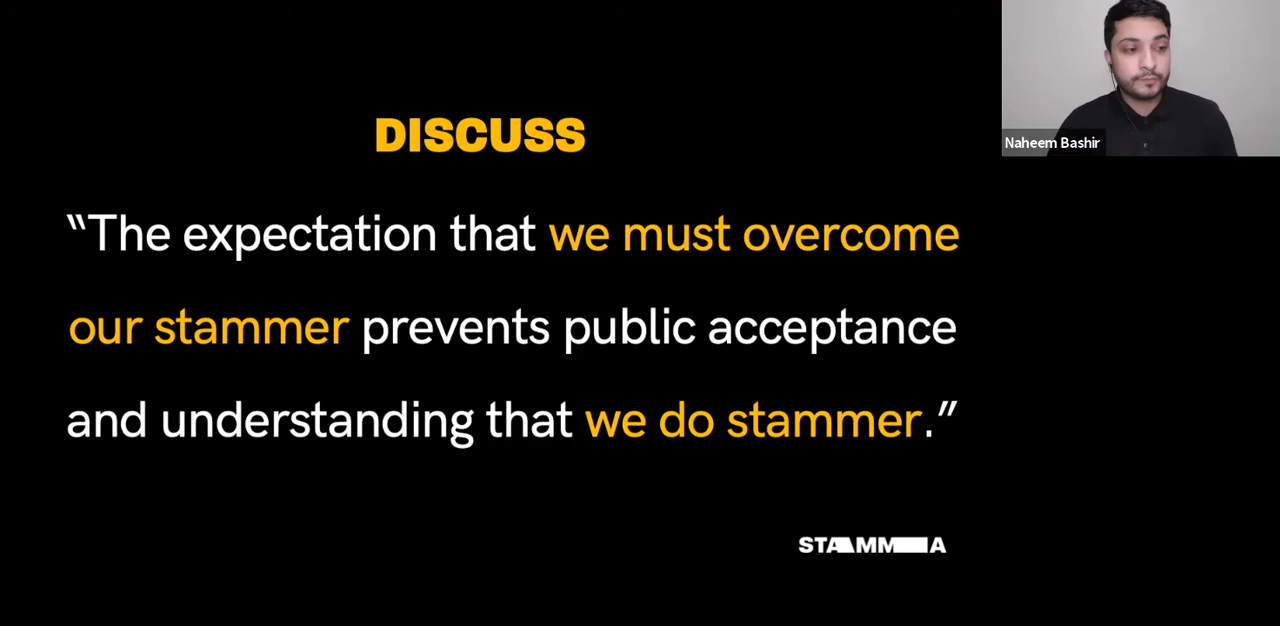 DISCUSS
“The expectation that we must overcome
our stammer prevents public acceptance
and understanding that we do stammer.”
STAMMA
Naheem Bashir